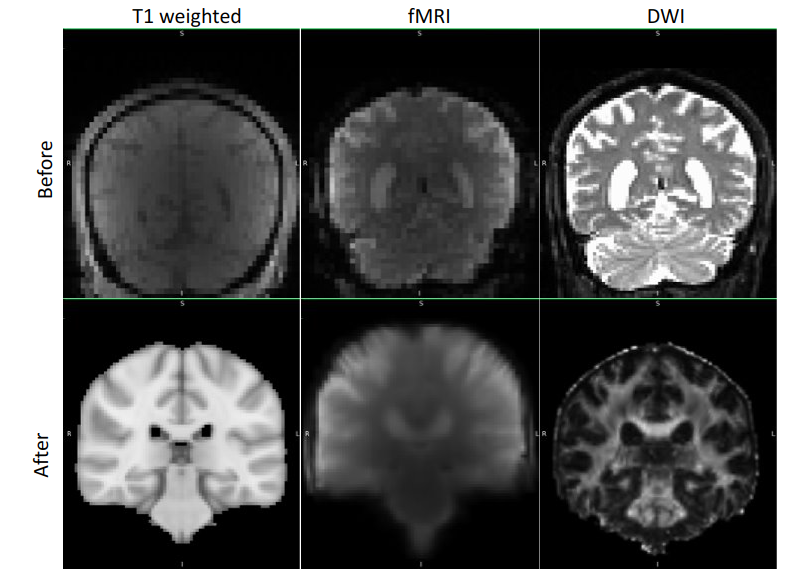 T1 weighted fMRI DWI
S S S
Before
R L R L R L
I I I
S S S
After
R L R L R L
I I I